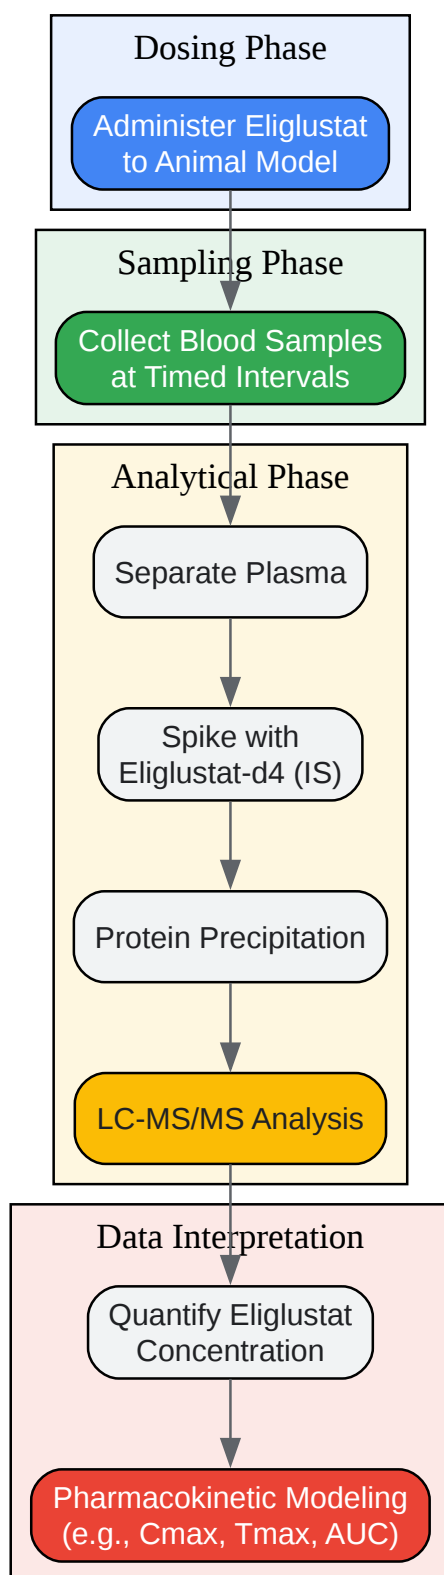 Dosing Phase
Administer Eliglustat
to Animal Model
Sampling Phase
Collect Blood Samples
at Timed Intervals
Analytical Phase
Separate Plasma
Spike with
Eliglustat-d4 (IS)
Protein Precipitation
LC-MS/MS Analysis
Data Interpretation
Quantify Eliglustat
Concentration
Pharmacokinetic Modeling
(e.g., Cmax, Tmax, AUC)